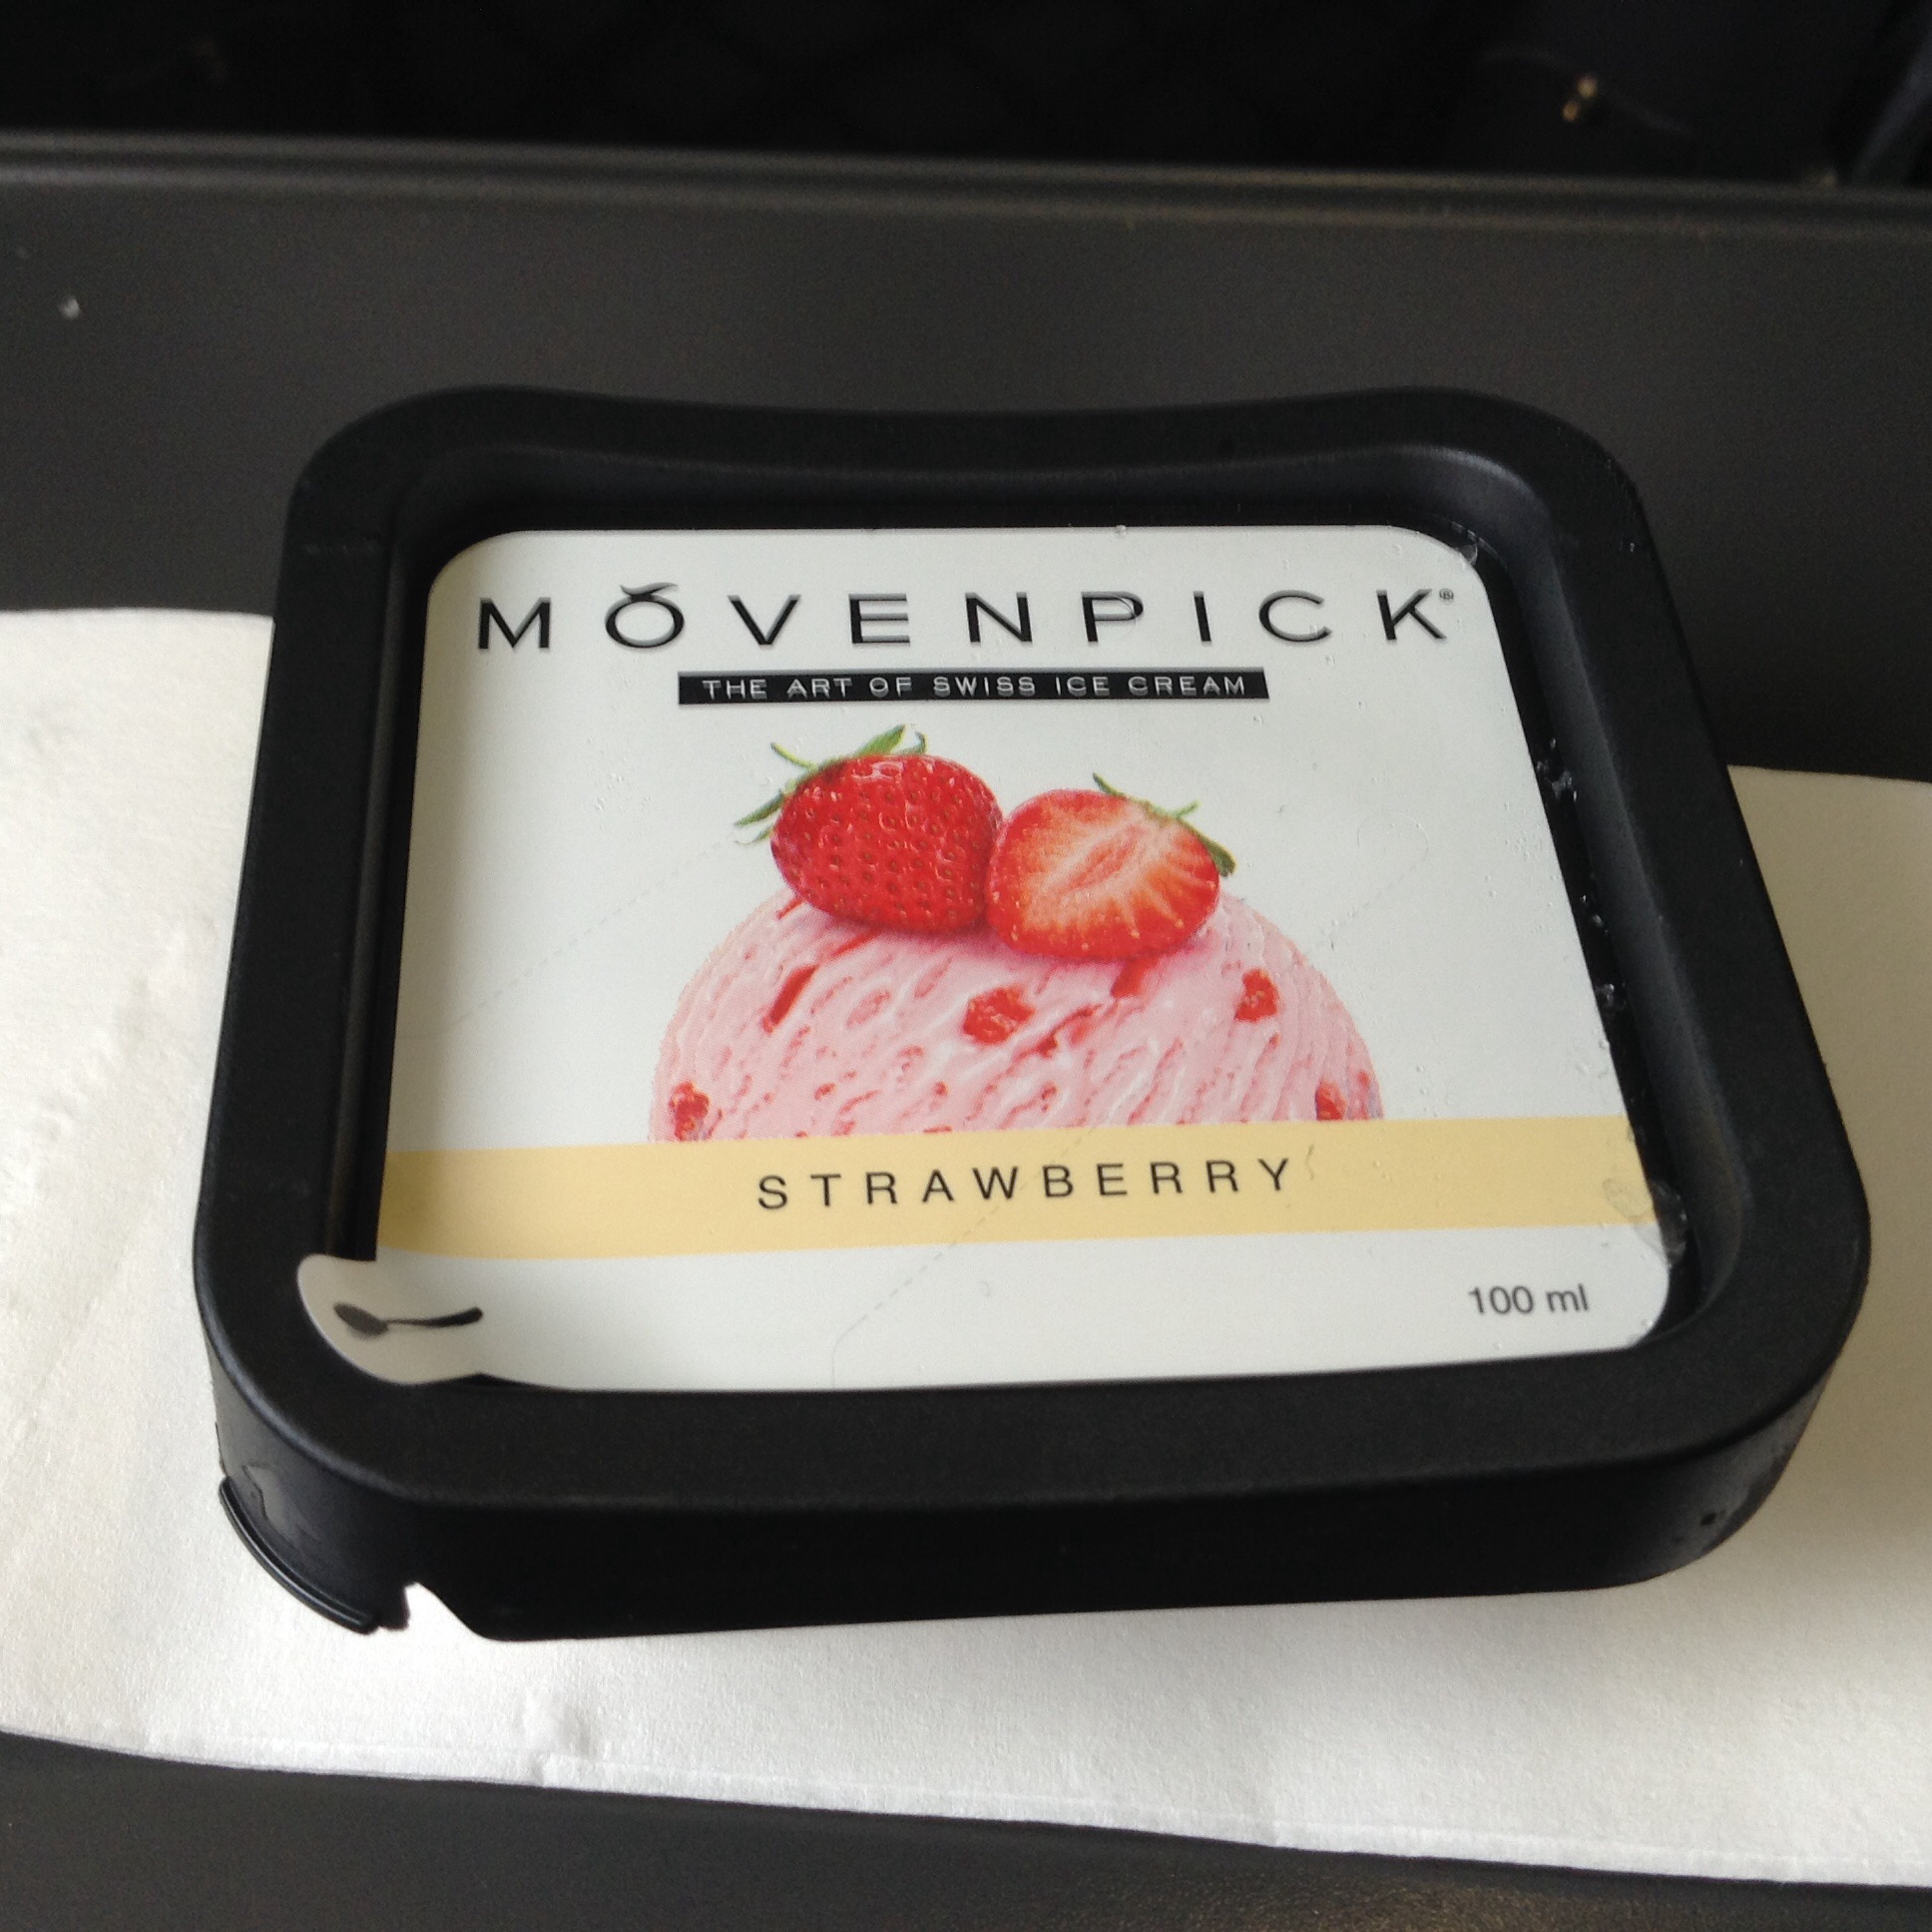 MÖVENPICK®
THE ART OF SWISS ICE CREAM
STRAWBERRY
100 ml